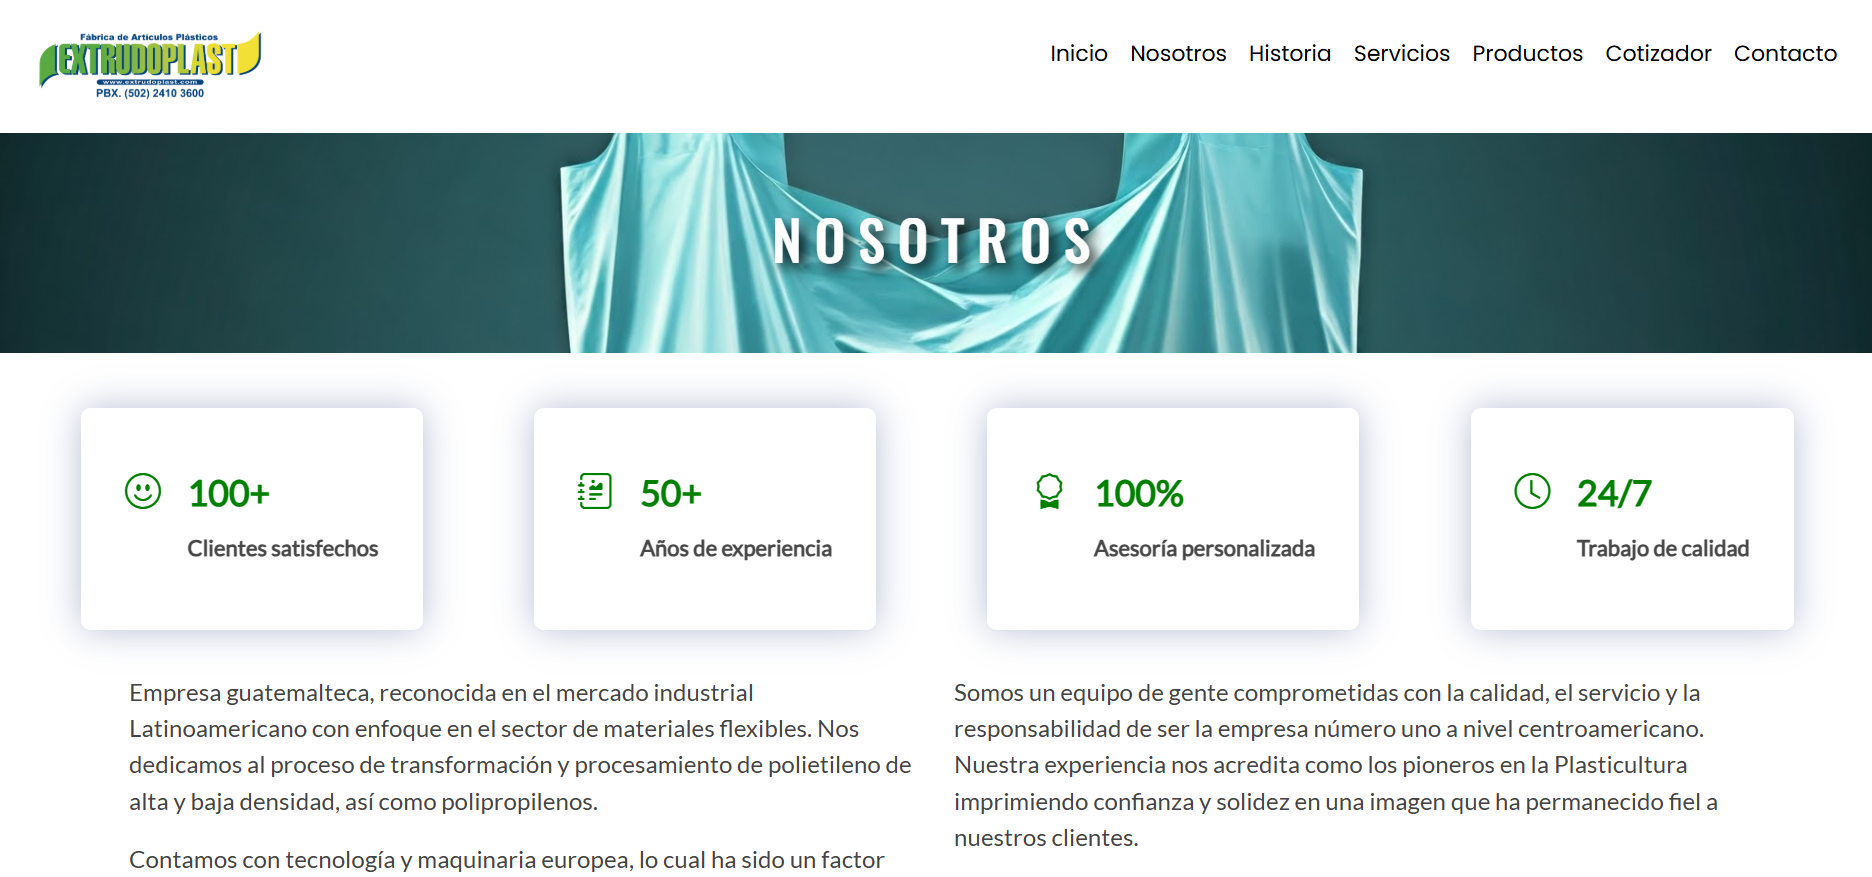 Fábrica de Artículos Plásticos
EXTRUDOPLAST
www.extrudoplast.com
PBX. (502) 2410 3600
Inicio Nosotros Historia Servicios Productos Cotizador Contacto
NOSOTROS
100+
Clientes satisfechos
50+
Años de experiencia
100%
Asesoría personalizada
24/7
Trabajo de calidad
Empresa guatemalteca, reconocida en el mercado industrial
Latinoamericano con enfoque en el sector de materiales flexibles. Nos
dedicamos al proceso de transformación y procesamiento de polietileno de
alta y baja densidad, así como polipropilenos.
Contamos con tecnología y maquinaria europea, lo cual ha sido un factor
Somos un equipo de gente comprometidas con la calidad, el servicio y la
responsabilidad de ser la empresa número uno a nivel centroamericano.
Nuestra experiencia nos acredita como los pioneros en la Plasticultura
imprimiendo confianza y solidez en una imagen que ha permanecido fiel a
nuestros clientes.